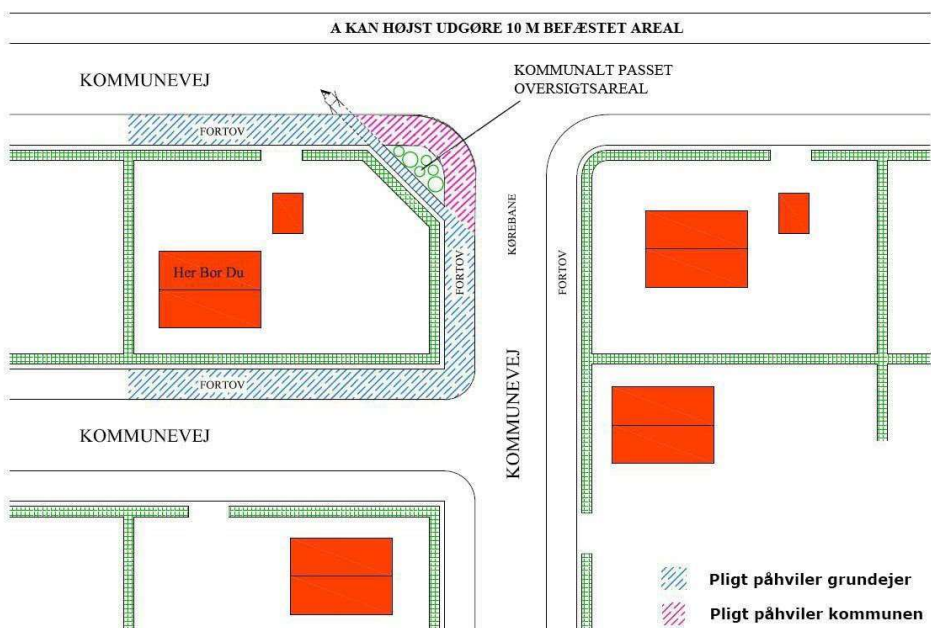 A KAN HØJST UDGØRE 10 M BEFÆSTET AREAL
KOMMUNEVEJ
KOMMUNALT PASSET
OVERSIGTSAREAL
FORTOV
KØREBANE
FORTOV
FORTOV
Her Bor Du
KOMMUNEVEJ
FORTOV
KOMMUNEVEJ
Pligt påhviler grundejer
Pligt påhviler kommunen